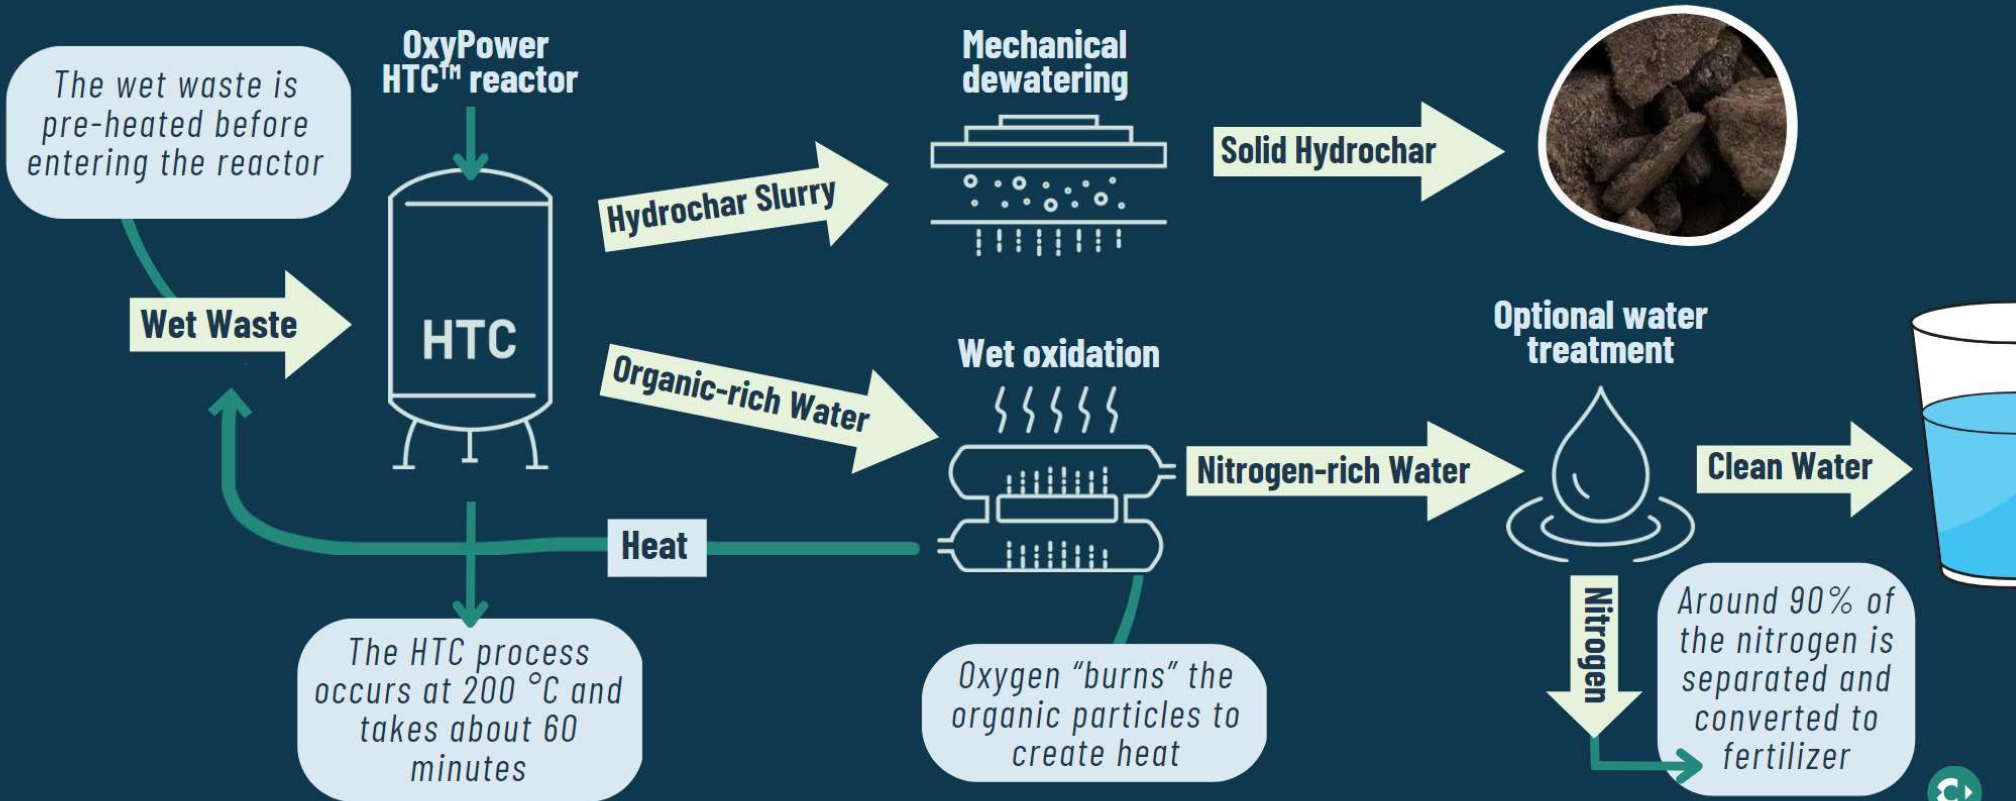 The wet waste is
pre-heated before
entering the reactor
OxyPower
HTC™ reactor
Mechanical
dewatering
Hydrochar Slurry
Solid Hydrochar
Wet Waste
HTC
Organic-rich Water
Wet oxidation
Optional water
treatment
Nitrogen-rich Water
Clean Water
Heat
The HTC process
occurs at 200 °C and
takes about 60
minutes
Oxygen “burns” the
organic particles to
create heat
Nitrogen
Around 90% of
the nitrogen is
separated and
converted to
fertilizer